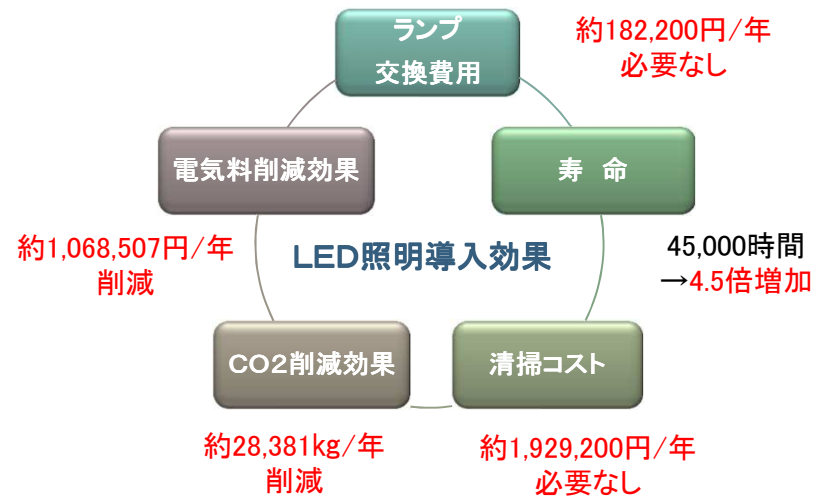 ランプ
交換費用
約182,200円/年
必要なし
電気料削減効果
寿 命
約1,068,507円/年
削減
LED照明導入効果
45,000時間
→4.5倍増加
CO2削減効果
清掃コスト
約28,381kg/年
削減
約1,929,200円/年
必要なし